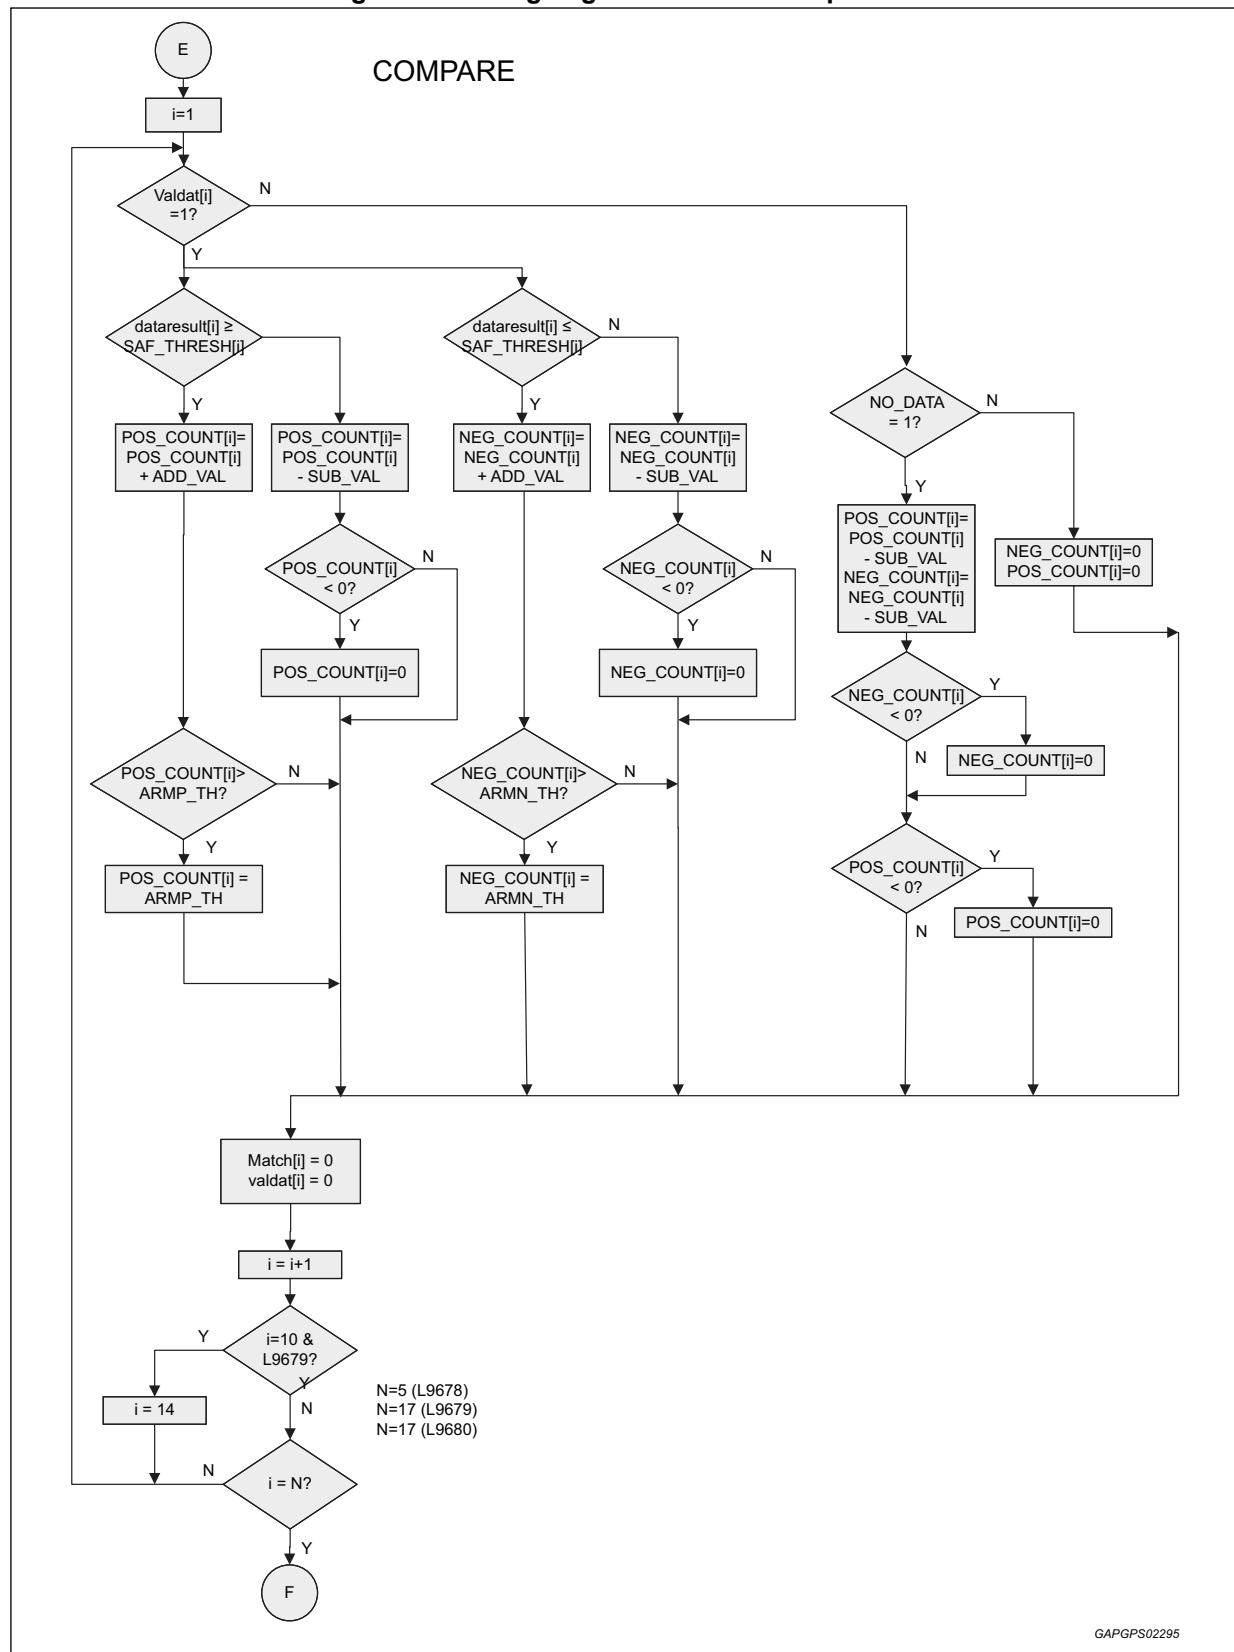 COMPARE
E
i=1
Valdat[i]
=1?
N
Y
dataresult[i] ≥
SAF_THRESH[i]
Y
dataresult[i] ≤
SAF_THRESH[i]
N
Y
NO_DATA
= 1?
N
Y
POS_COUNT[i]=
POS_COUNT[i]
+ ADD_VAL
POS_COUNT[i]=
POS_COUNT[i]
- SUB_VAL
NEG_COUNT[i]=
NEG_COUNT[i]
+ ADD_VAL
NEG_COUNT[i]=
NEG_COUNT[i]
- SUB_VAL
POS_COUNT[i]=
POS_COUNT[i]
- SUB_VAL
NEG_COUNT[i]=
NEG_COUNT[i]
- SUB_VAL
NEG_COUNT[i]=0
POS_COUNT[i]=0
POS_COUNT[i]
< 0?
N
Y
NEG_COUNT[i]
< 0?
N
Y
POS_COUNT[i]=0
NEG_COUNT[i]=0
NEG_COUNT[i]
< 0?
Y
N
NEG_COUNT[i]=0
POS_COUNT[i]>
ARMP_TH?
N
Y
NEG_COUNT[i]>
ARMN_TH?
N
Y
POS_COUNT[i] =
ARMP_TH
NEG_COUNT[i] =
ARMN_TH
POS_COUNT[i]
< 0?
Y
N
POS_COUNT[i]=0
Match[i] = 0
valdat[i] = 0
i = i+1
i=10 &
L9679?
Y
Y
N
i = 14
N=5 (L9678)
N=17 (L9679)
N=17 (L9680)
i = N?
N
Y
F
GAPGPS02295